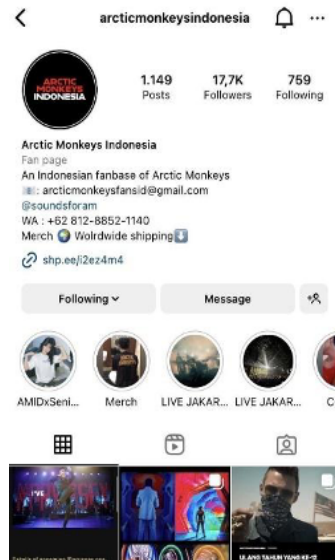 arcticmonkeysindonesia
ARCTIC
MONKEYS
INDONESIA
1.149
Posts
17,7K
Followers
759
Following
Arctic Monkeys Indonesia
Fan page
An Indonesian fanbase of Arctic Monkeys
: arcticmonkeysfansid@gmail.com
@soundsforam
WA : +62 812-8852-1140
Merch 🌍 Wolrdwide shipping⬇️
shp.ee/i2ez4m4
Following
Message
AMIDxSeni...
Merch
LIVE JAKAR...
LIVE JAKAR...
C
ULANG TAHUN YANG KE-12